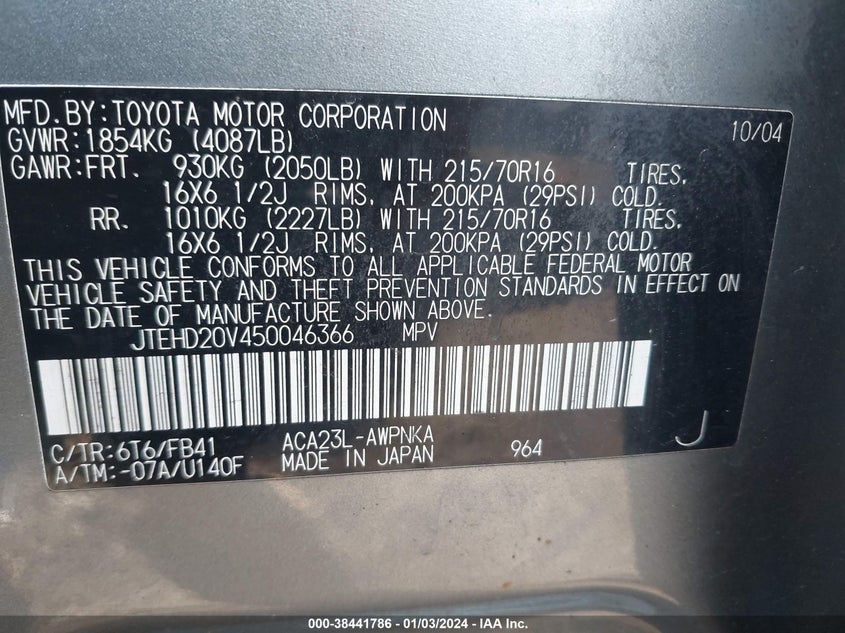 MFD.BY:TOYOTA MOTOR CORPORATION 10/04
GVWR:1854KG (4087LB)
GAWR:FRT. 930KG (2050LB) WITH 215/70R16 TIRES,
16X6 1/2J RIMS, AT 200KPA (29PSI) COLD.
RR. 1010KG (2227LB) WITH 215/70R16 TIRES,
16X6 1/2J RIMS, AT 200KPA (29PSI) COLD.
THIS VEHICLE CONFORMS TO ALL APPLICABLE FEDERAL MOTOR
VEHICLE SAFETY AND THEFT PREVENTION STANDARDS IN EFFECT ON
THE DATE OF MANUFACTURE SHOWN ABOVE.
JTEHD20V450046366 MPV
C/TR:6T6/FB41 ACA23L-AWPNKA 964 J
A/TM:-07A/U140F MADE IN JAPAN
000-38441786 - 01/03/2024 - IAA Inc.